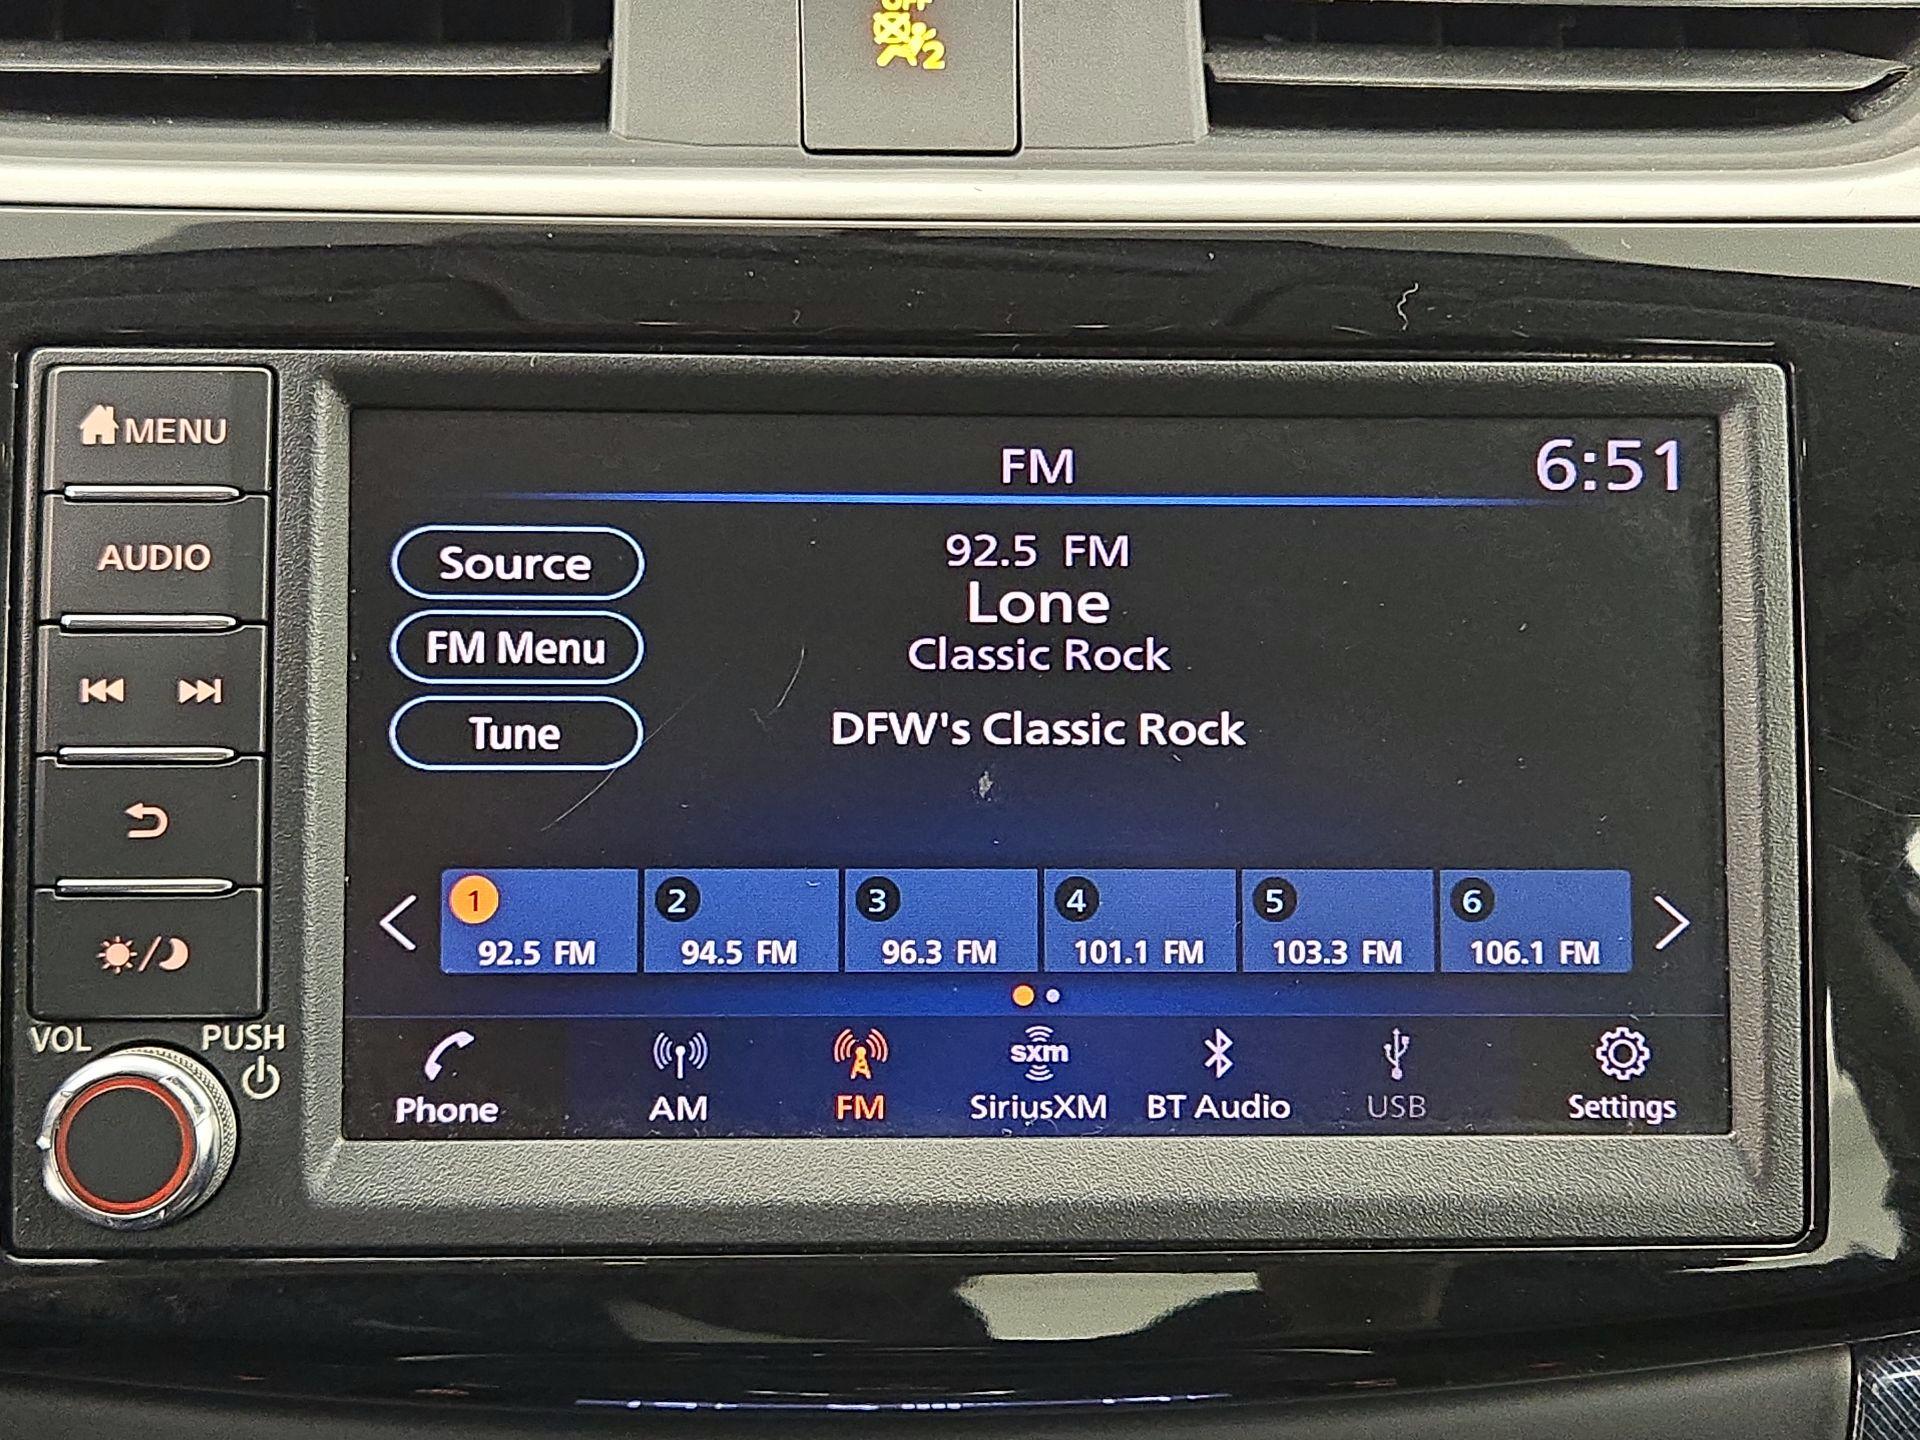 OFF
2
MENU
AUDIO
VOL
PUSH
FM
6:51
Source
FM Menu
Tune
92.5 FM
Lone
Classic Rock
DFW's Classic Rock
1
92.5 FM
2
94.5 FM
3
96.3 FM
4
101.1 FM
5
103.3 FM
6
106.1 FM
Phone
AM
FM
sxm
SiriusXM
BT Audio
USB
Settings